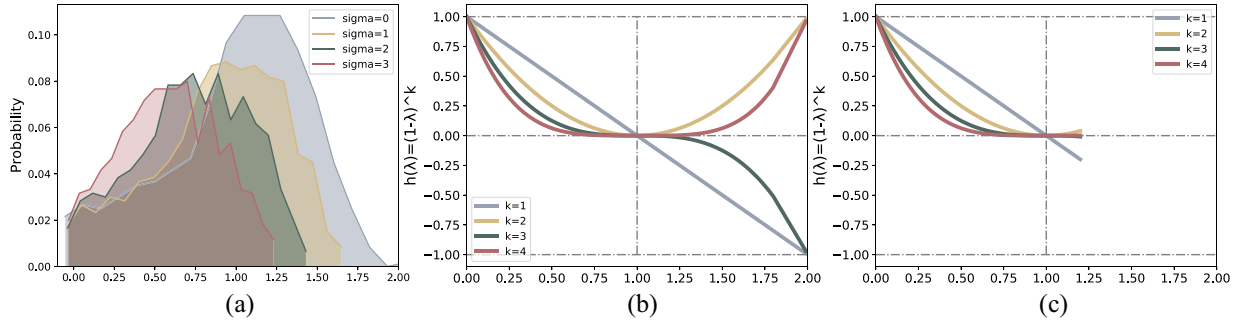 0.00
0.02
0.04
0.06
0.08
0.10
Probability
0.00
0.25
0.50
0.75
1.00
1.25
1.50
1.75
2.00
sigma=0
sigma=1
sigma=2
sigma=3
(a)
1.00
0.75
0.50
0.25
0.00
−0.25
−0.50
−0.75
−1.00
h(λ)=(1-λ)^k
0.00
0.25
0.50
0.75
1.00
1.25
1.50
1.75
2.00
k=1
k=2
k=3
k=4
(b)
1.00
0.75
0.50
0.25
0.00
−0.25
−0.50
−0.75
−1.00
h(λ)=(1-λ)^k
0.00
0.25
0.50
0.75
1.00
1.25
1.50
1.75
2.00
k=1
k=2
k=3
k=4
(c)